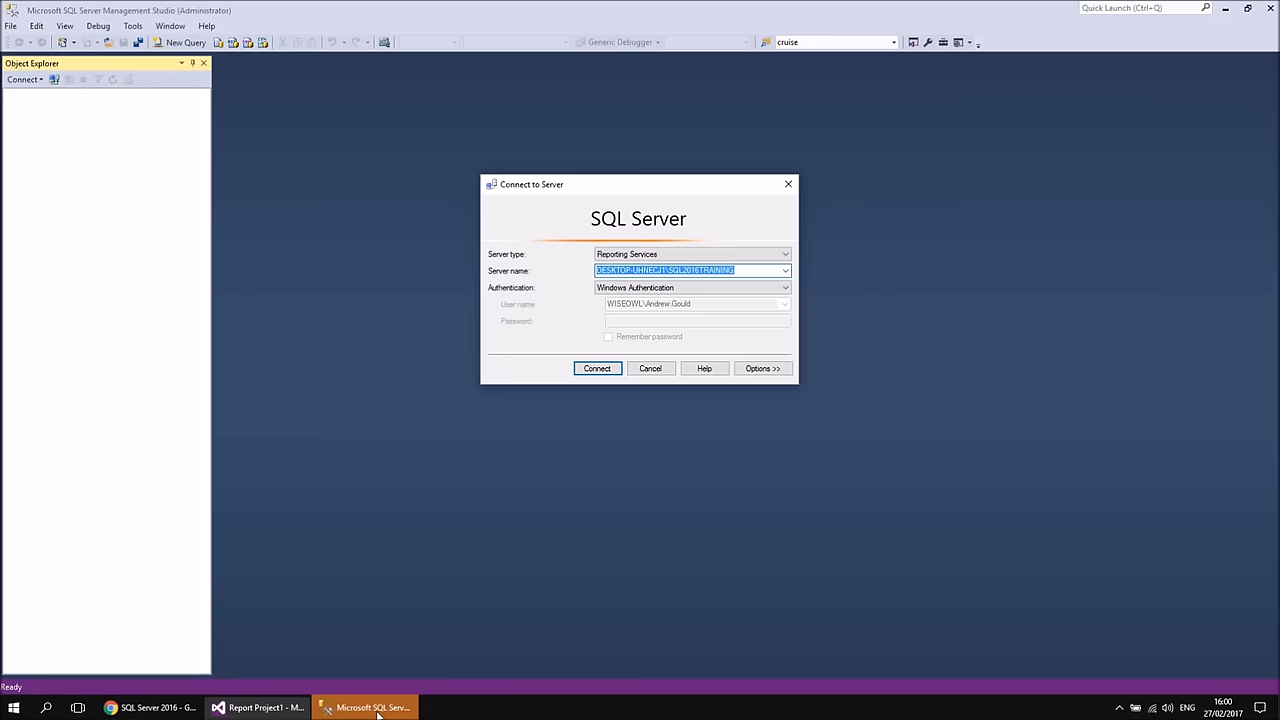 Microsoft SQL Server Management Studio (Administrator)
Quick Launch (Ctrl+Q)
File Edit View Debug Tools Window Help
New Query
Generic Debugger
cruise
Object Explorer
Connect
Connect to Server
SQL Server
Server type: Reporting Services
Server name: DESKTOP-UHNECJ1\SQL2016TRAINING
Authentication: Windows Authentication
User name: WISEOWL\Andrew.Gould
Password:
Remember password
Connect Cancel Help Options >>
Ready
SQL Server 2016 - G... Report Project1 - M... Microsoft SQL Serv... ENG 16:00
27/02/2017